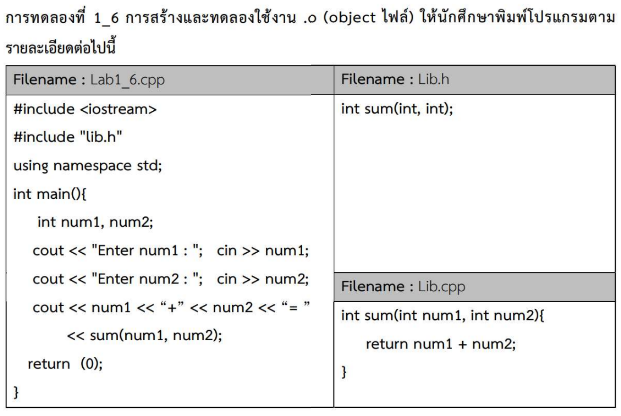 การทดลองที่ 1_6 การสร้างและทดลองใช้งาน .o (object ไฟล์) ให้นักศึกษาพิมพ์โปรแกรมตาม
รายละเอียดต่อไปนี้
Filename : Lab1_6.cpp
#include <iostream>
#include "lib.h"
using namespace std;
int main(){
int num1, num2;
cout << "Enter num1 : "; cin >> num1;
cout << "Enter num2 : "; cin >> num2;
cout << num1 << “+” << num2 << “= ”
<< sum(num1, num2);
return (0);
}
Filename : Lib.h
int sum(int, int);
Filename : Lib.cpp
int sum(int num1, int num2){
return num1 + num2;
}